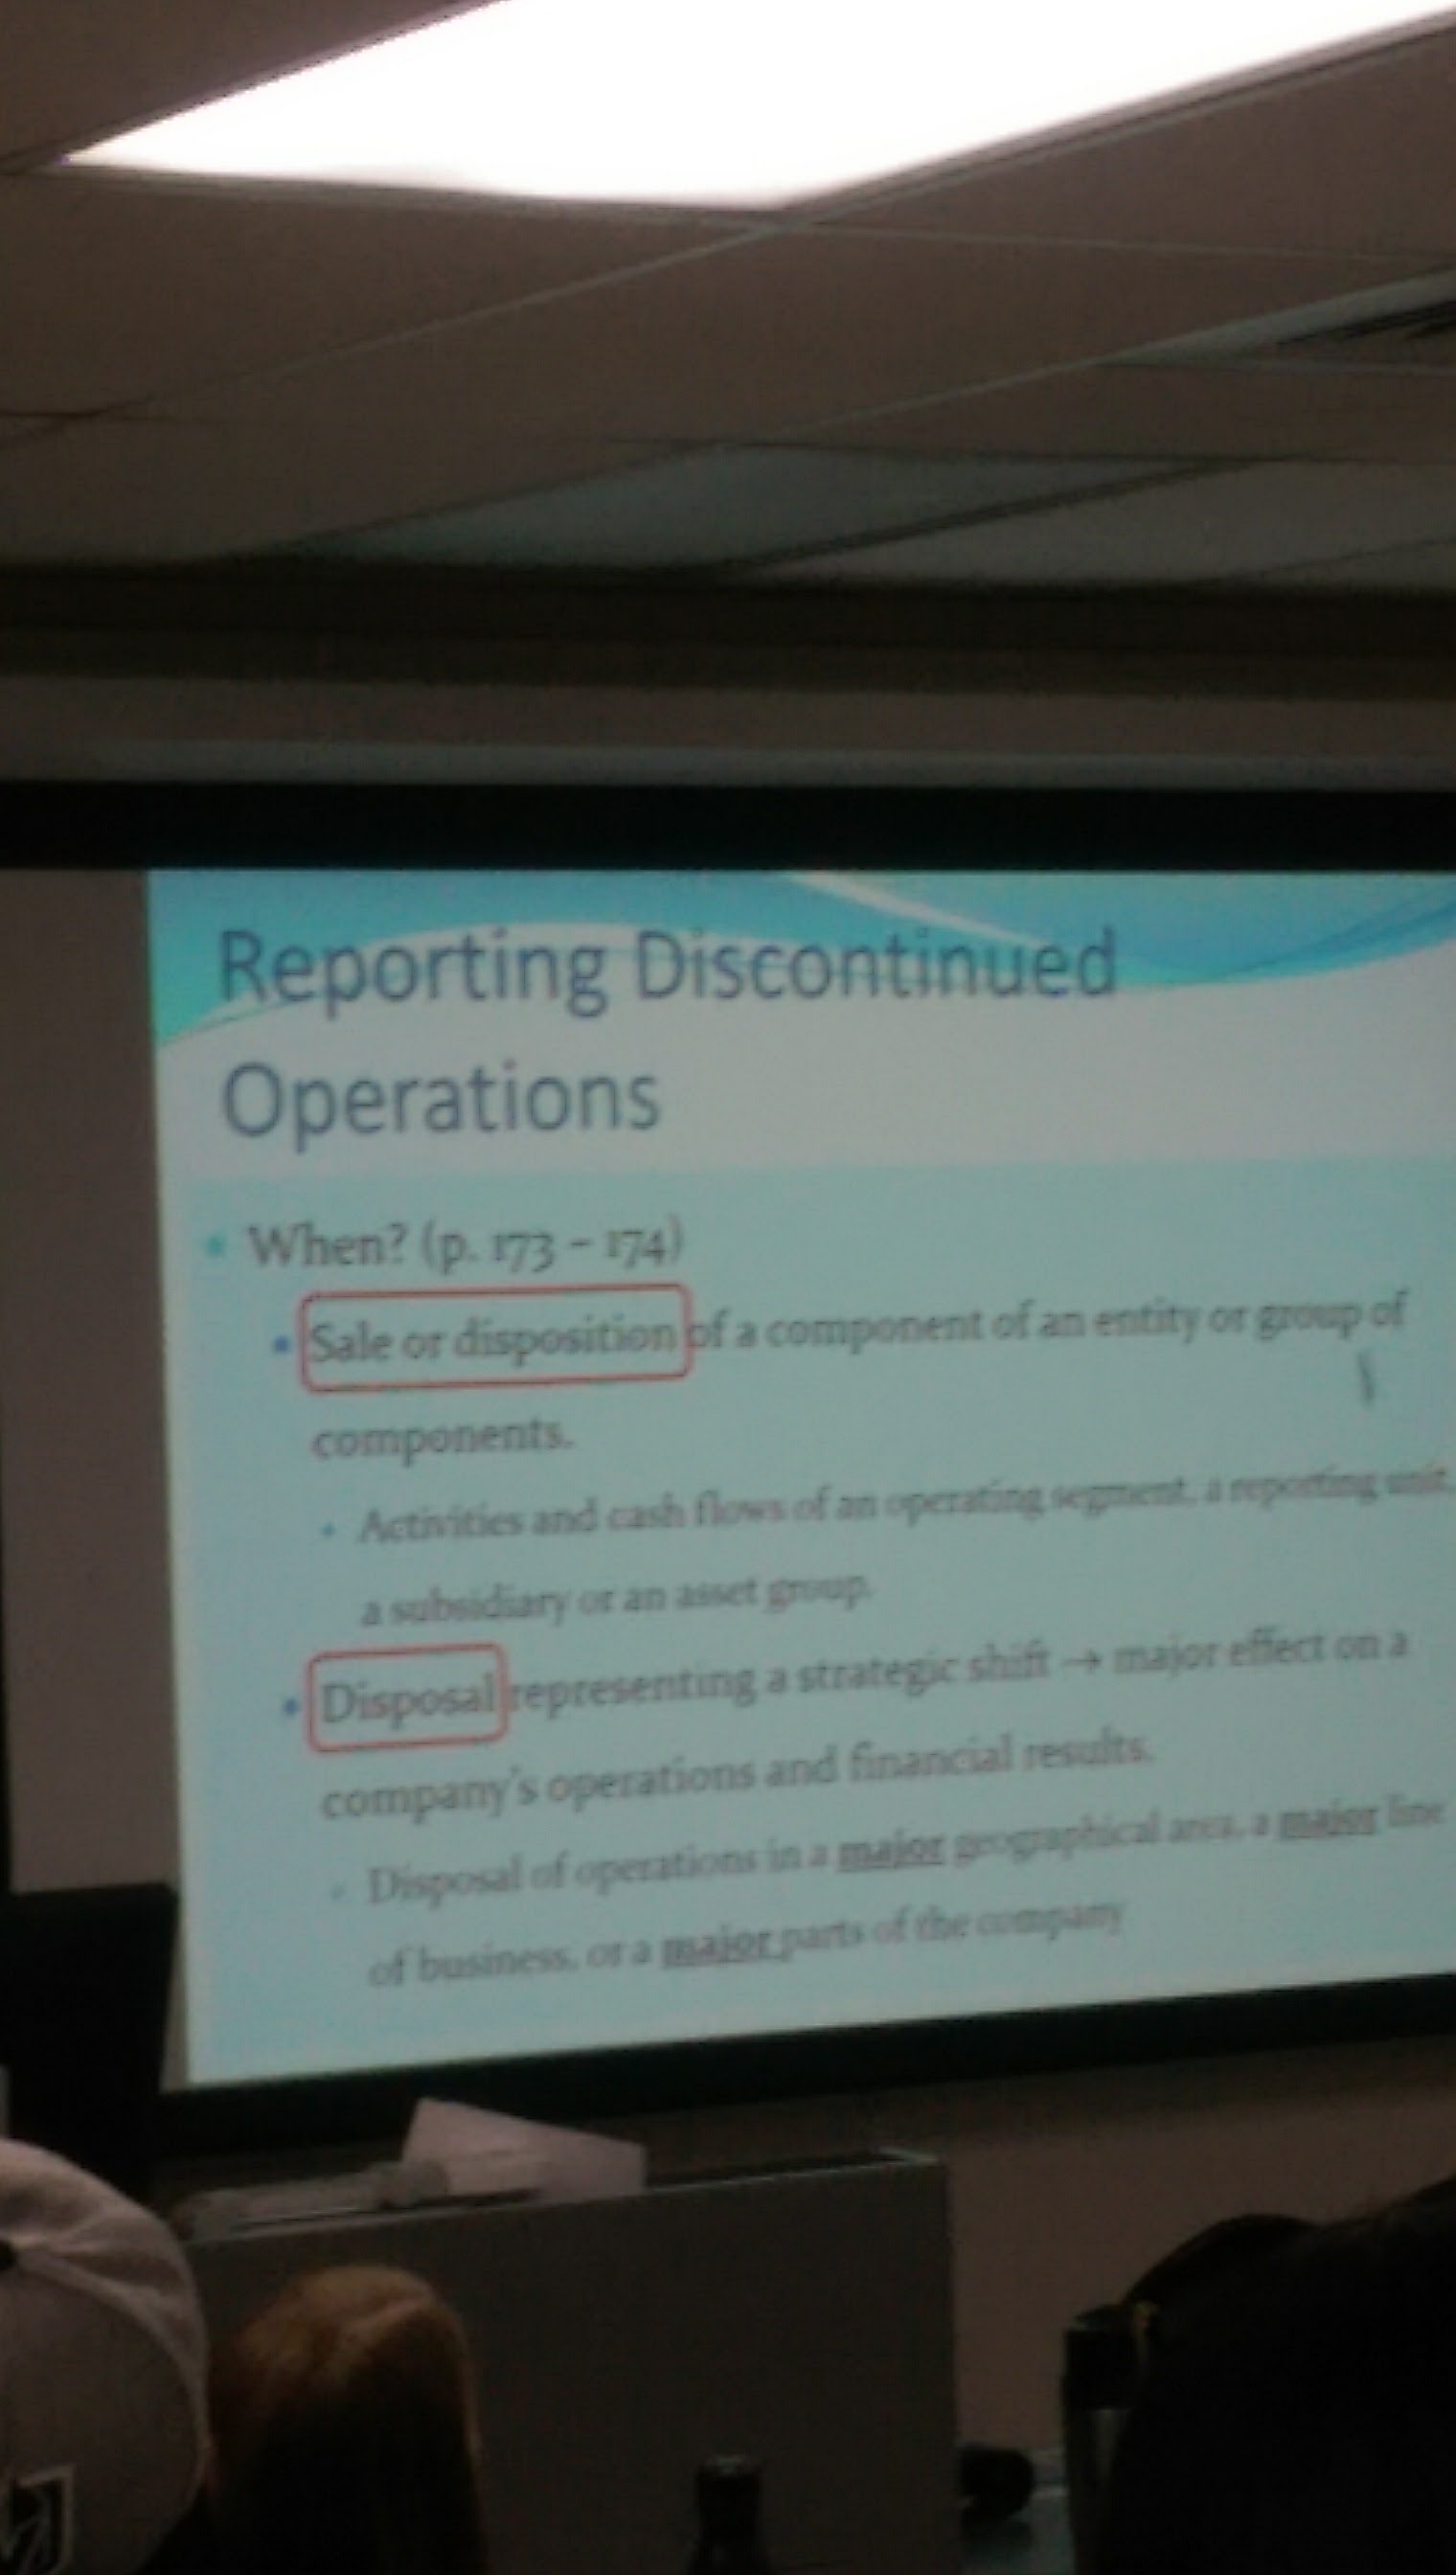 Reporting Discontinued
Operations
When? (p. 173 – 174)
Sale or disposition of a component of an entity or group of
components.
Activities and cash flows of an operating segment, a reporting unit,
a subsidiary or an asset group.
Disposal representing a strategic shift → major effect on a
company's operations and financial results.
Disposal of operations in a major geographical area, a major line
of business, or a major parts of the company